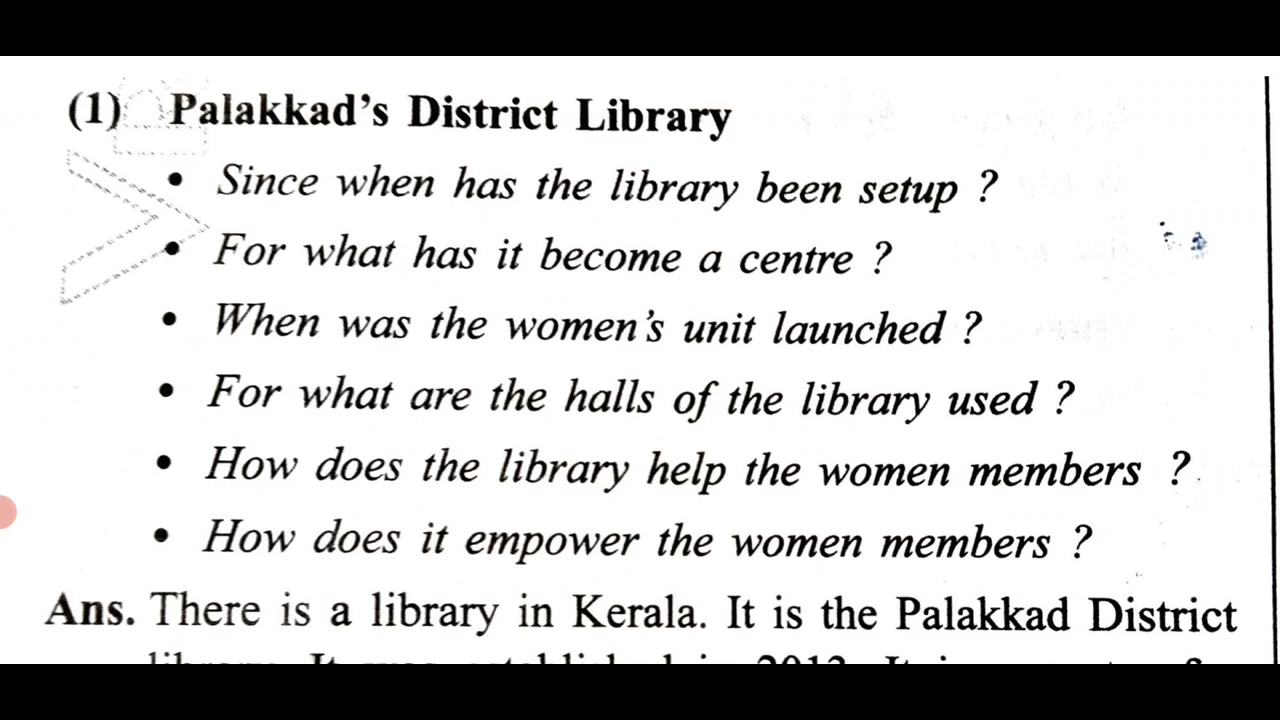 (1) Palakkad's District Library
• Since when has the library been setup ?
• For what has it become a centre ?
• When was the women's unit launched ?
• For what are the halls of the library used ?
• How does the library help the women members ?
• How does it empower the women members ?
Ans. There is a library in Kerala. It is the Palakkad District